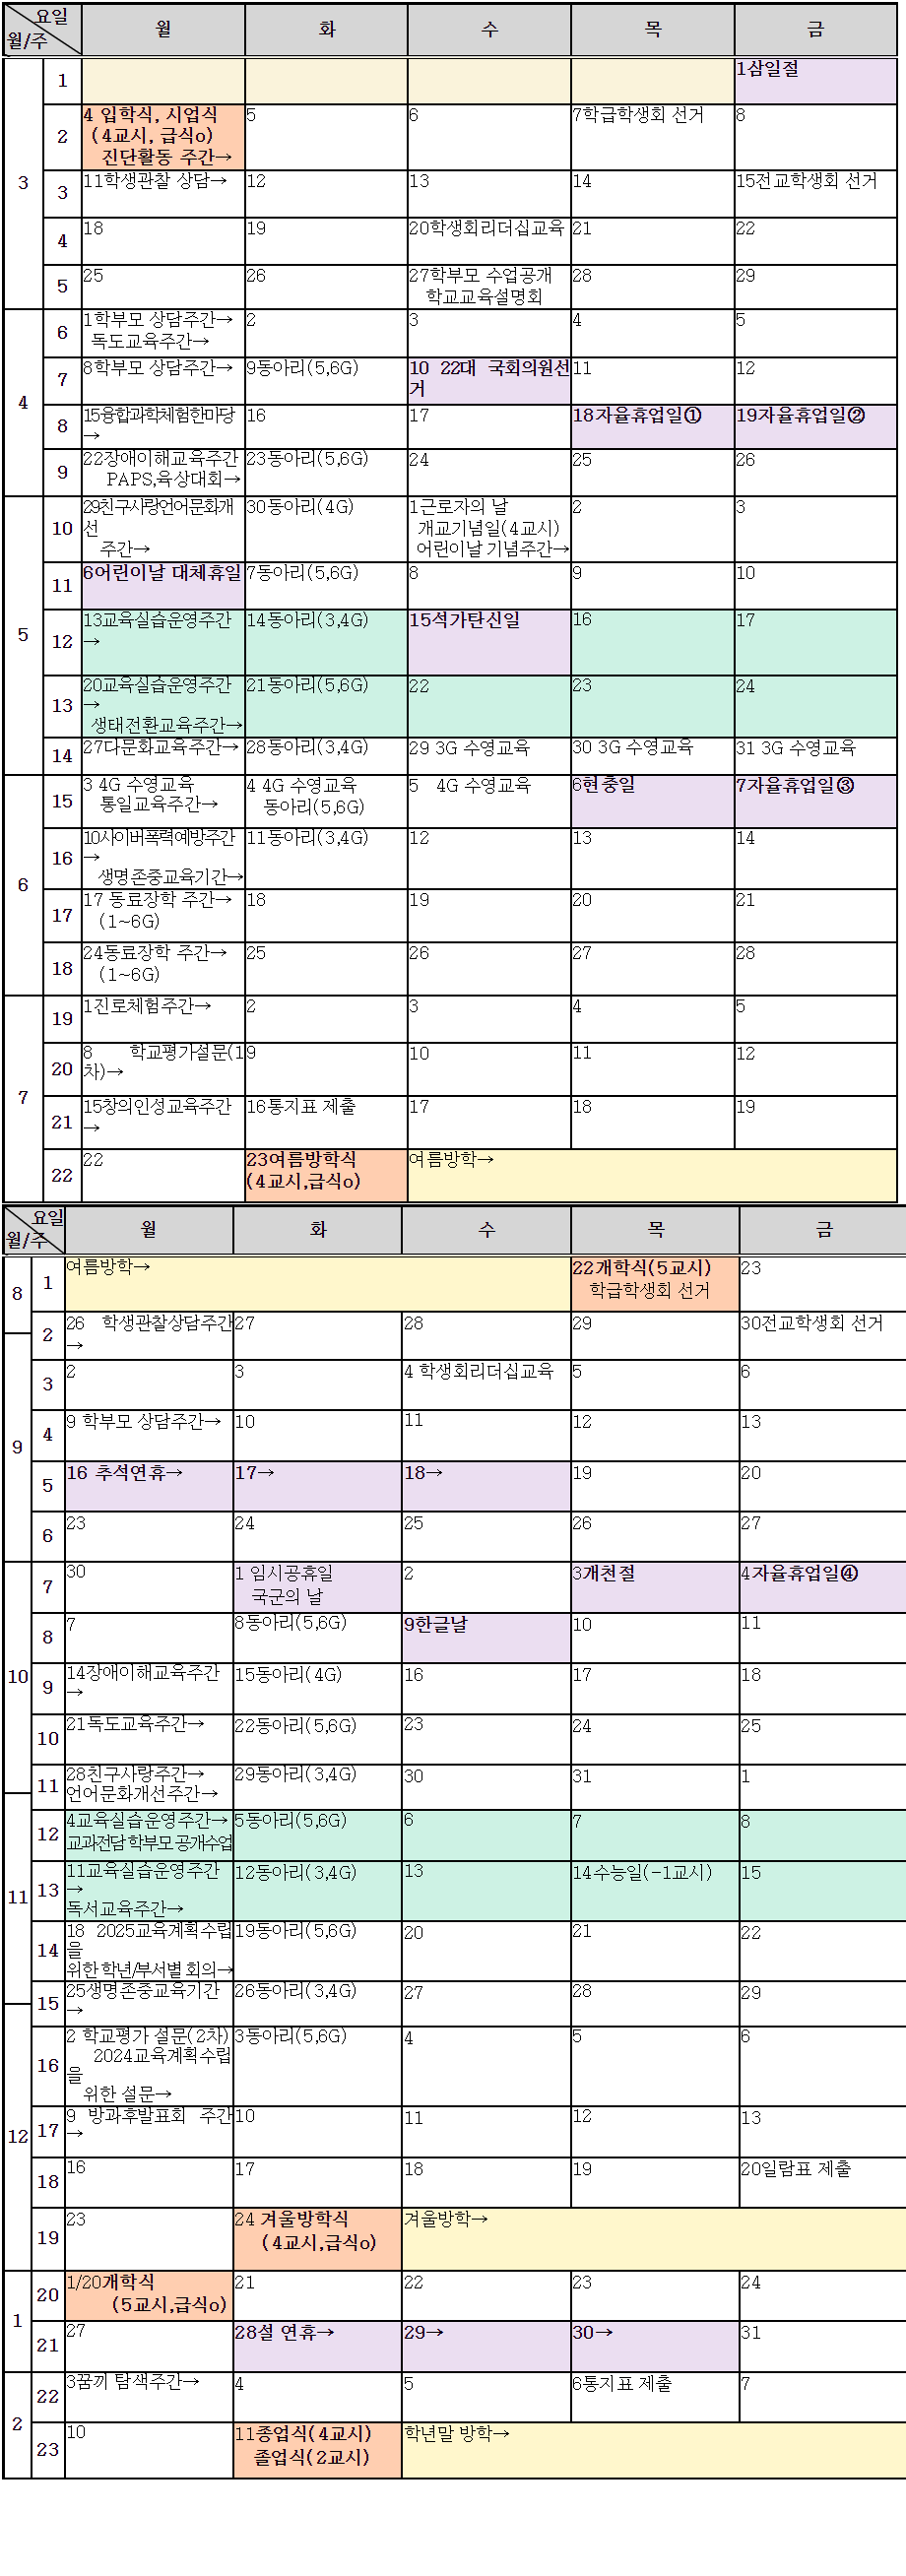 요일
월/주
월 화 수 목 금
3
1
1삼일절
2
4 입학식, 시업식
(4교시, 급식o)
진단활동 주간→
5
6
7학급학생회 선거
8
3
11학생관찰 상담→
12
13
14
15전교학생회 선거
4
18
19
20학생회리더십교육
21
22
5
25
26
27학부모 수업공개
학교교육설명회
28
29
4
6
1학부모 상담주간→
독도교육주간→
2
3
4
5
7
8학부모 상담주간→
9동아리(5,6G)
10 22대 국회의원선
거
11
12
8
15융합과학체험한마당
→
16
17
18자율휴업일①
19자율휴업일②
9
22장애이해교육주간
PAPS,육상대회→
23동아리(5,6G)
24
25
26
5
10
29친구사랑언어문화개
선
주간→
30동아리(4G)
1근로자의 날
개교기념일(4교시)
어린이날 기념주간→
2
3
11
6어린이날 대체휴일
7동아리(5,6G)
8
9
10
12
13교육실습운영주간
→
14동아리(3,4G)
15석가탄신일
16
17
13
20교육실습운영주간
→
생태전환교육주간→
21동아리(5,6G)
22
23
24
14
27다문화교육주간→
28동아리(3,4G)
29 3G 수영교육
30 3G 수영교육
31 3G 수영교육
6
15
3 4G 수영교육
통일교육주간→
4 4G 수영교육
동아리(5,6G)
5 4G 수영교육
6현충일
7자율휴업일③
16
10사이버폭력예방주간
→
생명존중교육기간→
11동아리(3,4G)
12
13
14
17
17 동료장학 주간→
(1~6G)
18
19
20
21
18
24동료장학 주간→
(1~6G)
25
26
27
28
7
19
1진로체험주간→
2
3
4
5
20
8 학교평가설문(1
차)→
9
10
11
12
21
15창의인성교육주간
→
16통지표 제출
17
18
19
22
22
23여름방학식
(4교시,급식o)
여름방학→
요일
월/주
월 화 수 목 금
8
1
여름방학→
22개학식(5교시)
학급학생회 선거
23
2
26 학생관찰상담주간
→
27
28
29
30전교학생회 선거
9
3
2
3
4 학생회리더십교육
5
6
4
9 학부모 상담주간→
10
11
12
13
5
16 추석연휴→
17→
18→
19
20
6
23
24
25
26
27
10
7
30
1 임시공휴일
국군의 날
2
3개천절
4자율휴업일④
8
7
8동아리(5,6G)
9한글날
10
11
9
14장애이해교육주간
→
15동아리(4G)
16
17
18
10
21독도교육주간→
22동아리(5,6G)
23
24
25
11
28친구사랑주간→
언어문화개선주간→
29동아리(3,4G)
30
31
1
11
12
4교육실습운영주간→
교과전담 학부모 공개수업
5동아리(5,6G)
6
7
8
13
11교육실습운영주간
→
독서교육주간→
12동아리(3,4G)
13
14수능일(-1교시)
15
14
18 2025교육계획수립
을
위한 학년/부서별 회의→
19동아리(5,6G)
20
21
22
15
25생명존중교육기간
→
26동아리(3,4G)
27
28
29
12
16
2 학교평가 설문(2차)
2024교육계획수립
을
위한 설문→
3동아리(5,6G)
4
5
6
17
9 방과후발표회 주간
→
10
11
12
13
18
16
17
18
19
20일람표 제출
19
23
24 겨울방학식
(4교시,급식o)
겨울방학→
1
20
1/20개학식
(5교시,급식o)
21
22
23
24
21
27
28설 연휴→
29→
30→
31
2
22
3꿈끼 탐색주간→
4
5
6통지표 제출
7
23
10
11종업식(4교시)
졸업식(2교시)
학년말 방학→